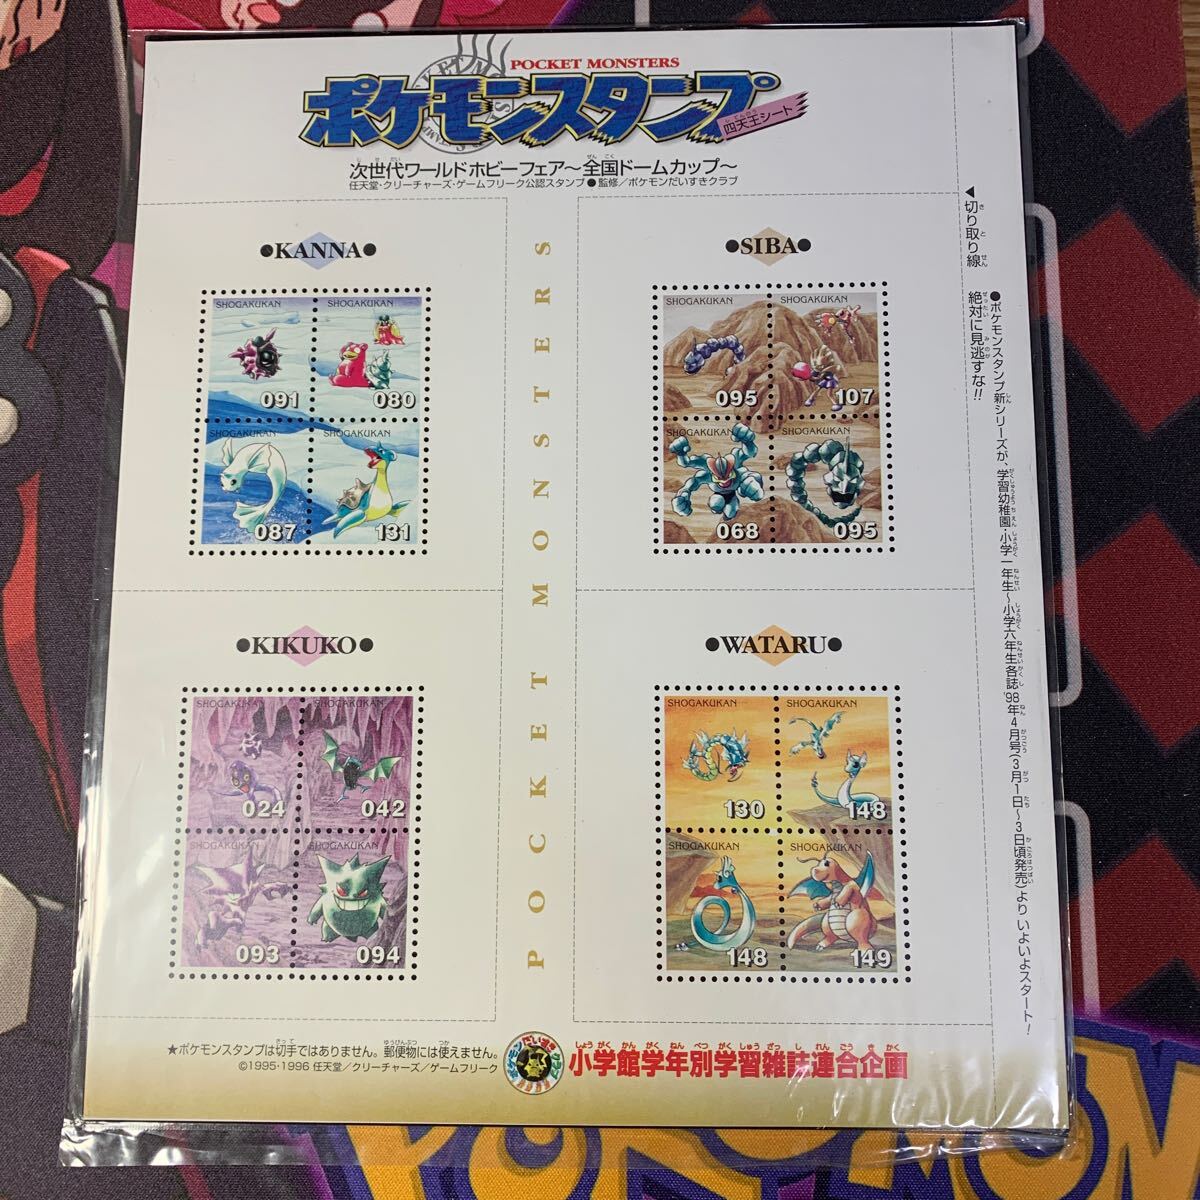 POCKET MONSTERS
ポケモンスタンプ
四天王シート
次世代ワールドホビーフェア～全国ドームカップ～
任天堂・クリーチャーズ・ゲームフリーク公認スタンプ●監修／ポケモンだいすきクラブ
◀切り取り線
●ポケモンスタンプ新シリーズが、学習幼稚園・小学一年生～小学六年生各誌'98年4月号(3月1日～3日頃発売)より いよいよスタート!
絶対に見逃すな!!
●KANNA●
SHOGAKUKAN
091
SHOGAKUKAN
080
SHOGAKUKAN
087
SHOGAKUKAN
131
●SIBA●
SHOGAKUKAN
095
SHOGAKUKAN
107
SHOGAKUKAN
068
SHOGAKUKAN
095
POCKET MONSTERS
●KIKUKO●
SHOGAKUKAN
024
SHOGAKUKAN
042
SHOGAKUKAN
093
SHOGAKUKAN
094
●WATARU●
SHOGAKUKAN
130
SHOGAKUKAN
148
SHOGAKUKAN
148
SHOGAKUKAN
149
★ポケモンスタンプは切手ではありません。郵便物には使えません。
©1995・1996 任天堂／クリーチャーズ／ゲームフリーク
ポケモンだいすきクラブ
小学館学年別学習雑誌連合企画
POKÉMON